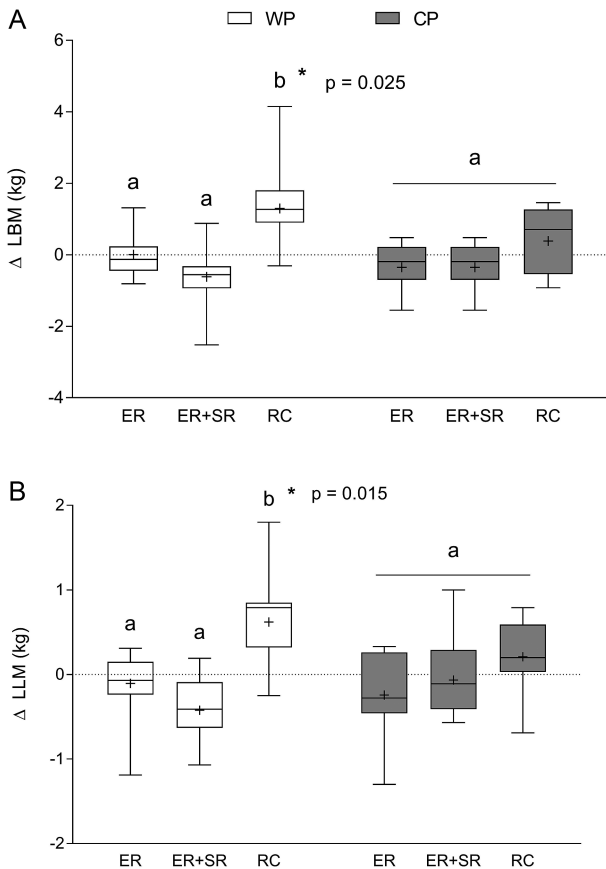 A
WP CP
6
4
2
0
-2
-4
Δ LBM (kg)
b * p = 0.025
a a
a
ER ER+SR RC ER ER+SR RC
B
2
1
0
-1
-2
Δ LLM (kg)
b * p = 0.015
a
a a
ER ER+SR RC ER ER+SR RC